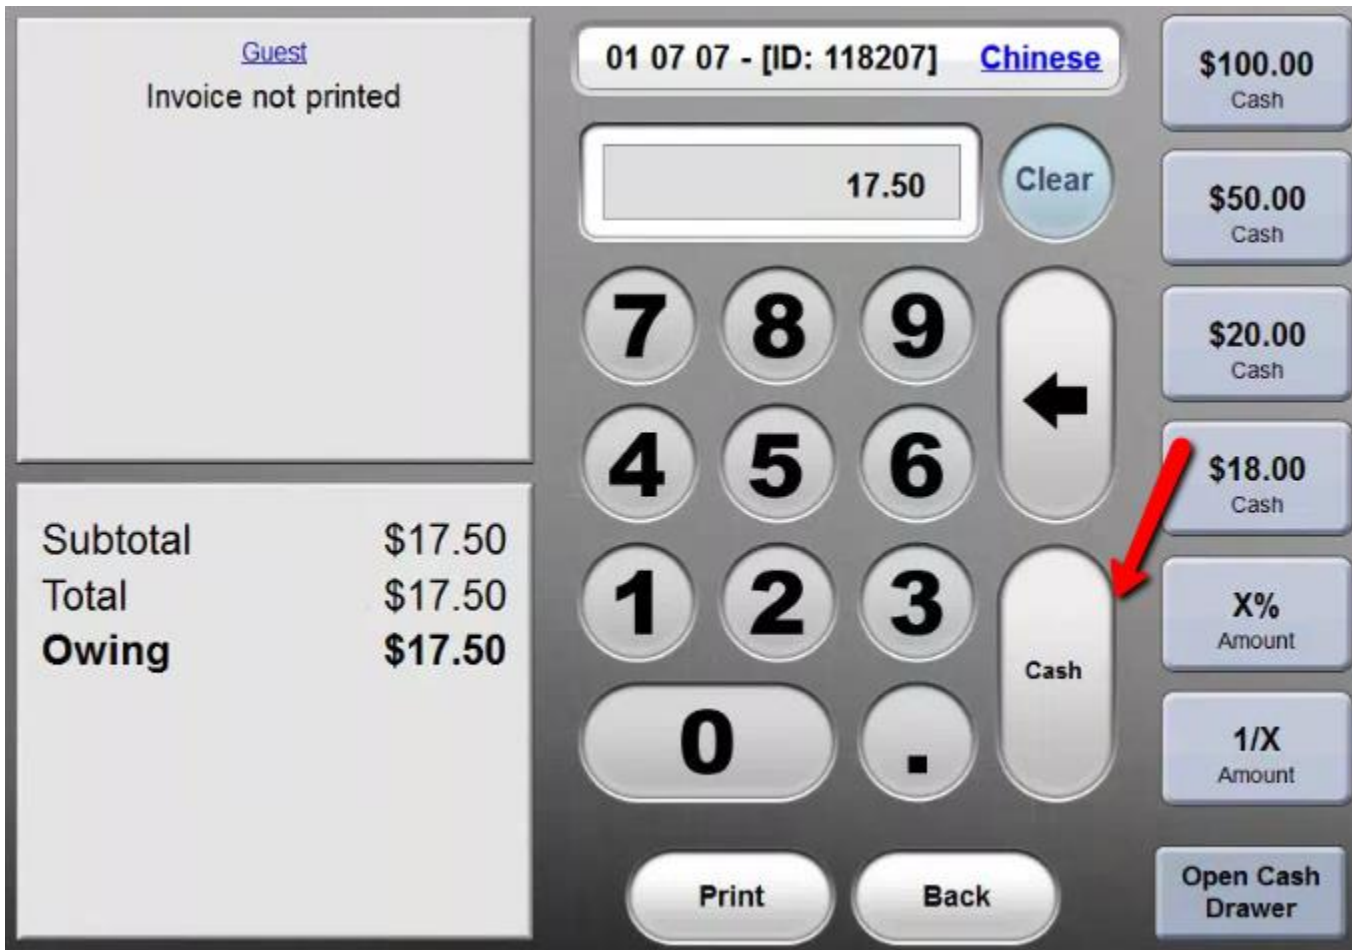 Guest
Invoice not printed
Subtotal $17.50
Total $17.50
Owing $17.50
01 07 07 - [ID: 118207] Chinese
17.50
Clear
7 8 9
4 5 6
1 2 3
Cash
0 .
Print Back
$100.00
Cash
$50.00
Cash
$20.00
Cash
$18.00
Cash
X%
Amount
1/X
Amount
Open Cash
Drawer